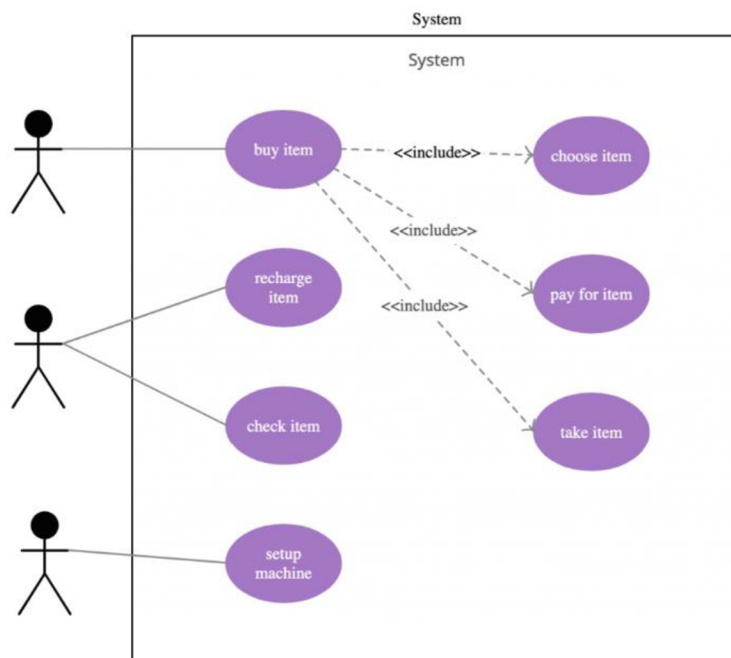 System
System
buy item
<<include>>
choose item
<<include>>
recharge
item
pay for item
<<include>>
check item
take item
setup
machine